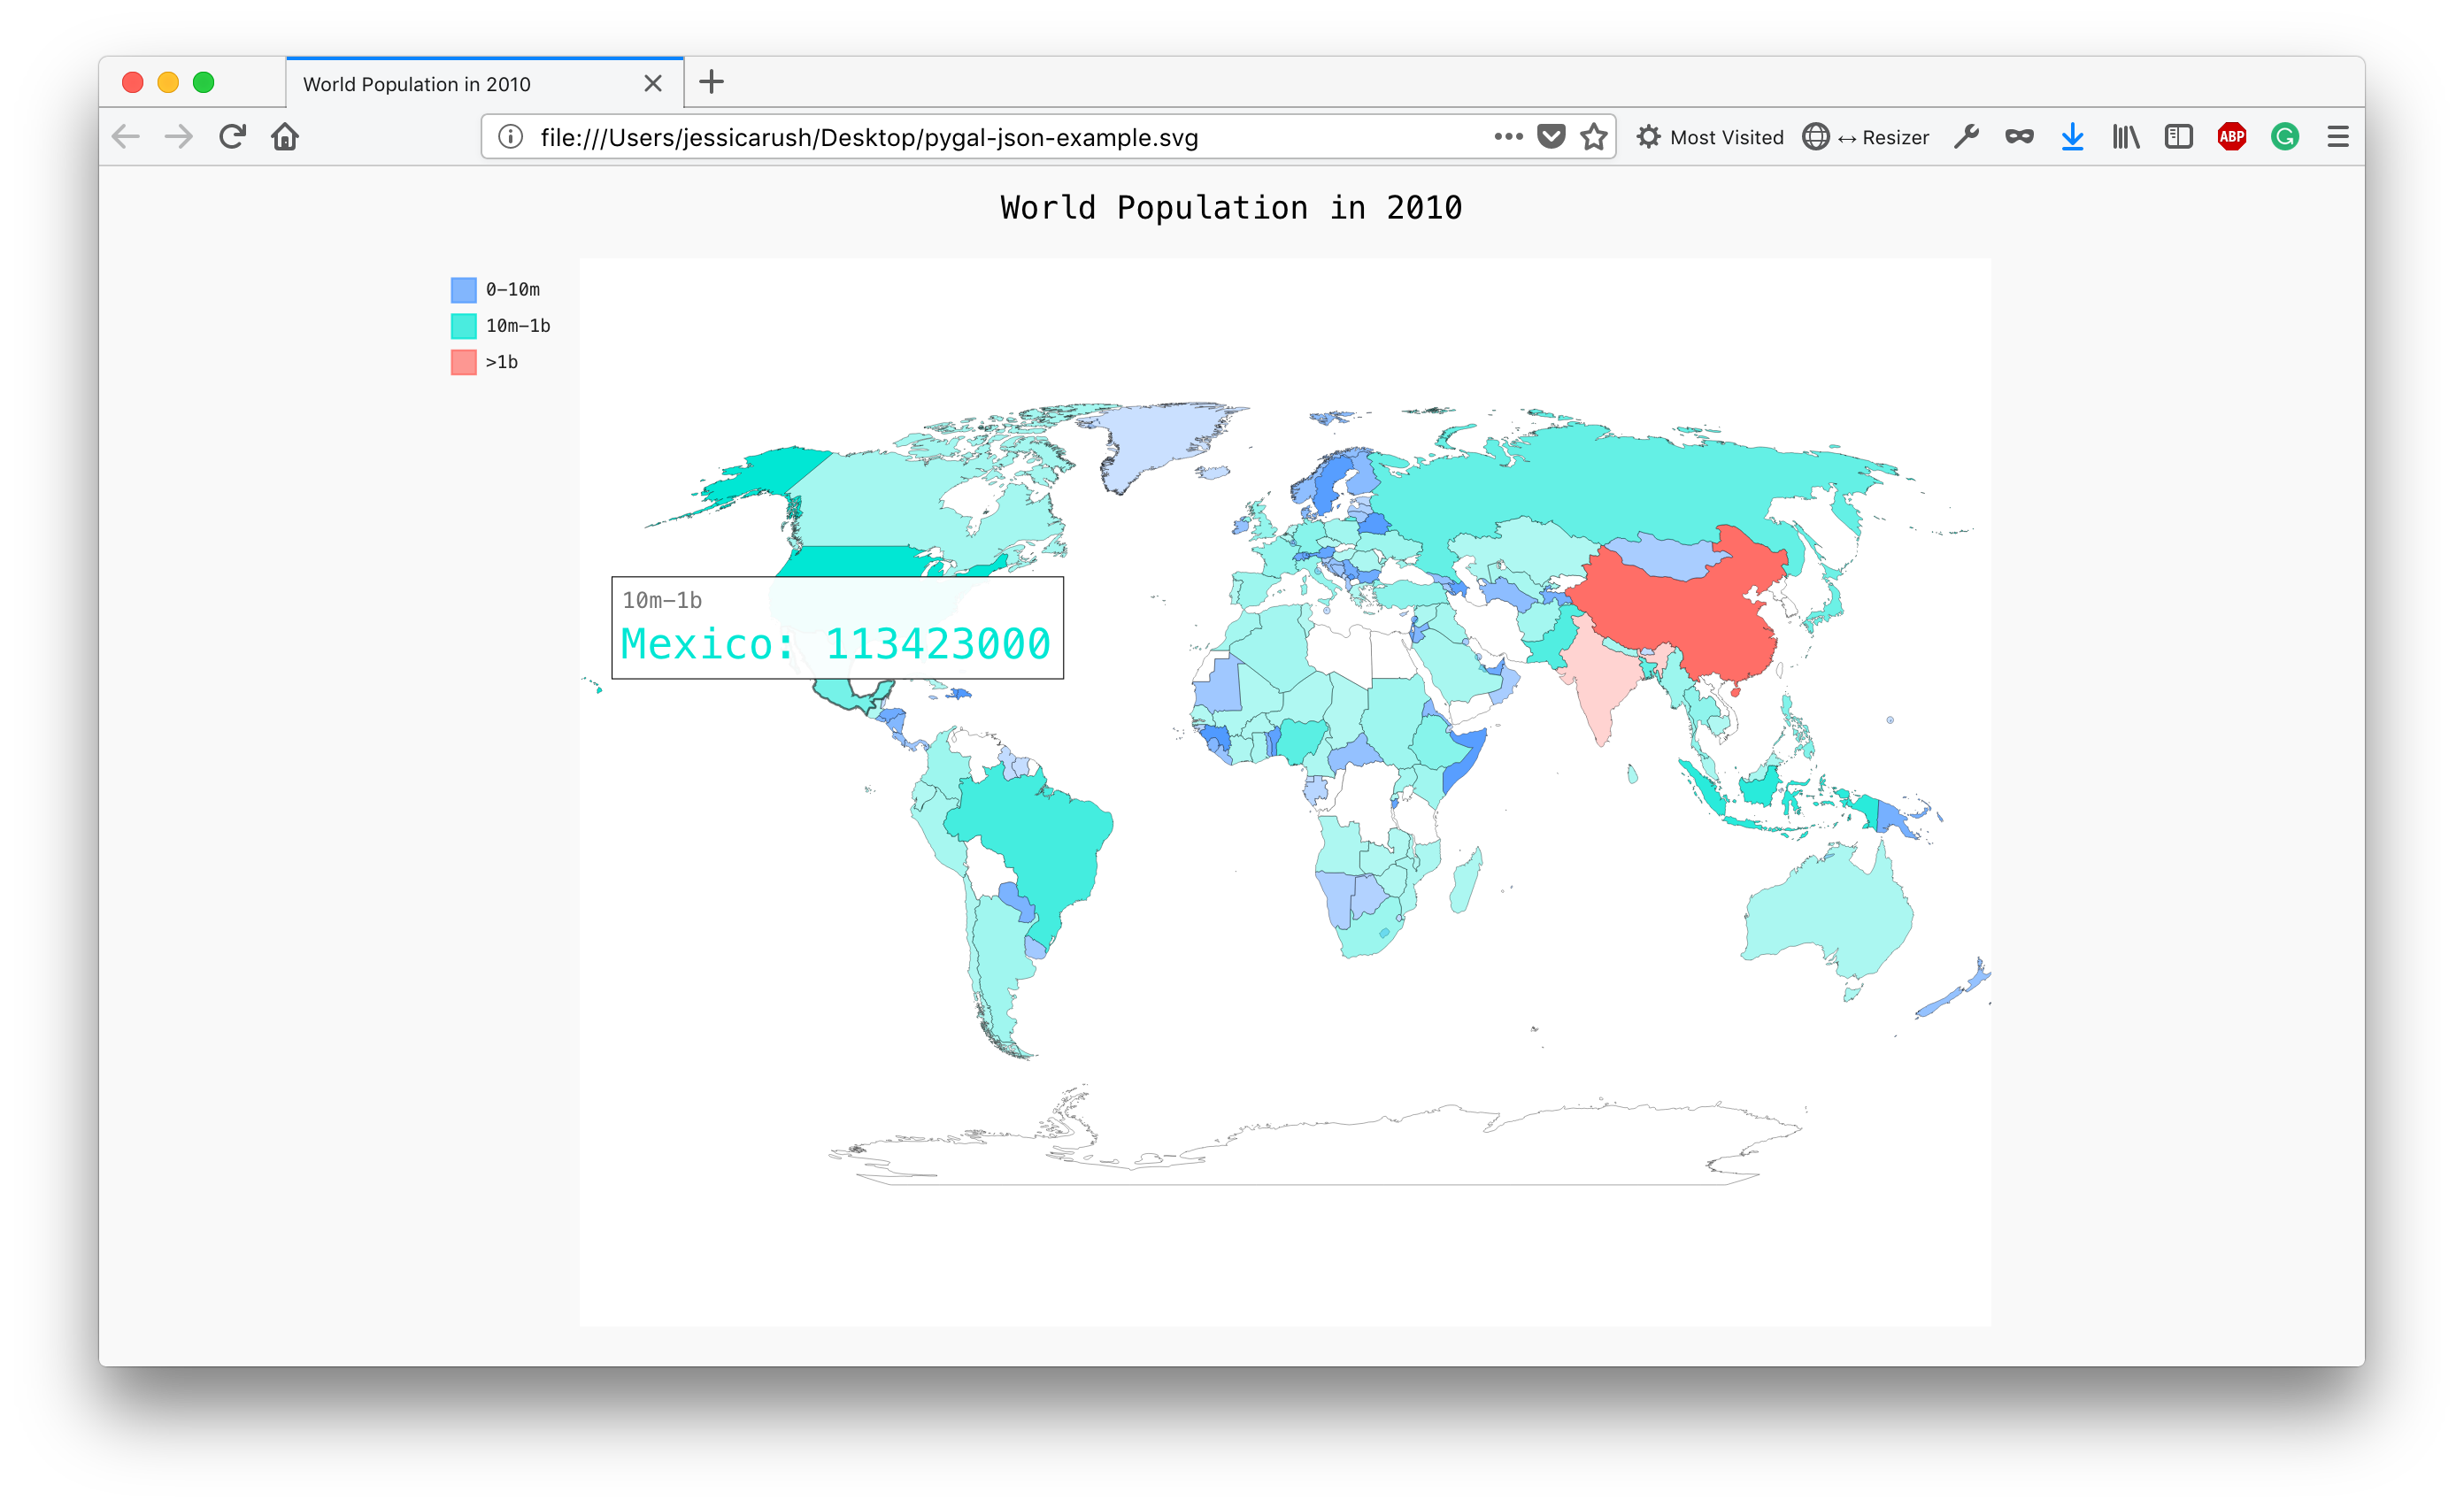 World Population in 2010
file:///Users/jessicarush/Desktop/pygal-json-example.svg
Most Visited
↔ Resizer
ABP
World Population in 2010
0-10m
10m-1b
>1b
10m-1b
Mexico: 113423000